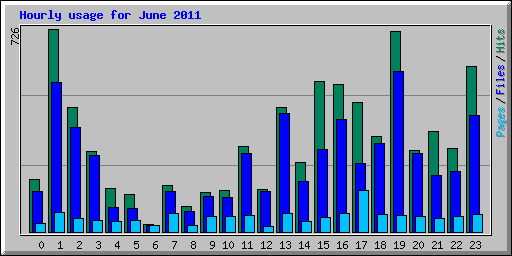 Hourly usage for June 2011
726
Pages/Files/Hits
0 1 2 3 4 5 6 7 8 9 10 11 12 13 14 15 16 17 18 19 20 21 22 23